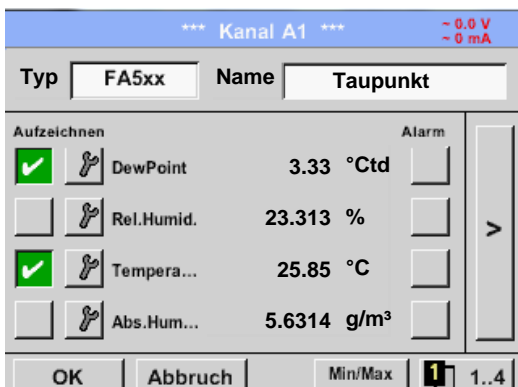 *** Kanal A1 ***
~ 0.0 V
~ 0 mA
Typ FA5xx Name Taupunkt
Aufzeichnen Alarm
DewPoint 3.33 °Ctd
Rel.Humid. 23.313 %
Tempera... 25.85 °C
Abs.Hum... 5.6314 g/m³
>
OK Abbruch Min/Max 1 1..4